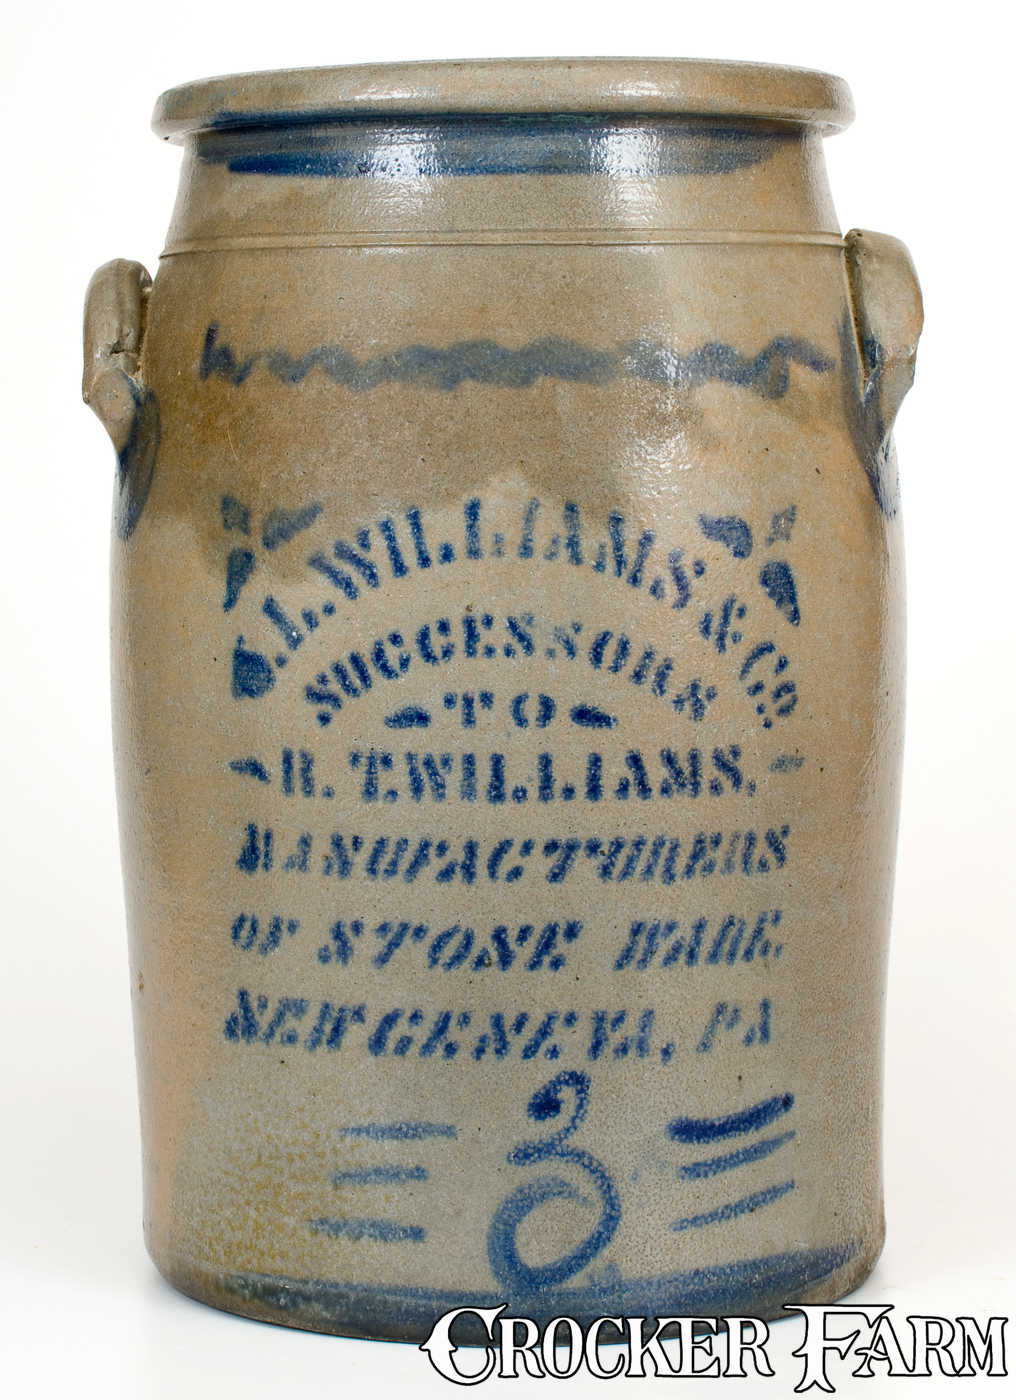 C.L.WILLIAMS & Co.
SUCCESSORS
TO
R. T.WILLIAMS.
MANUFACTURERS
OF STONE WARE.
NEW GENEVA, PA
3
CROCKER FARM